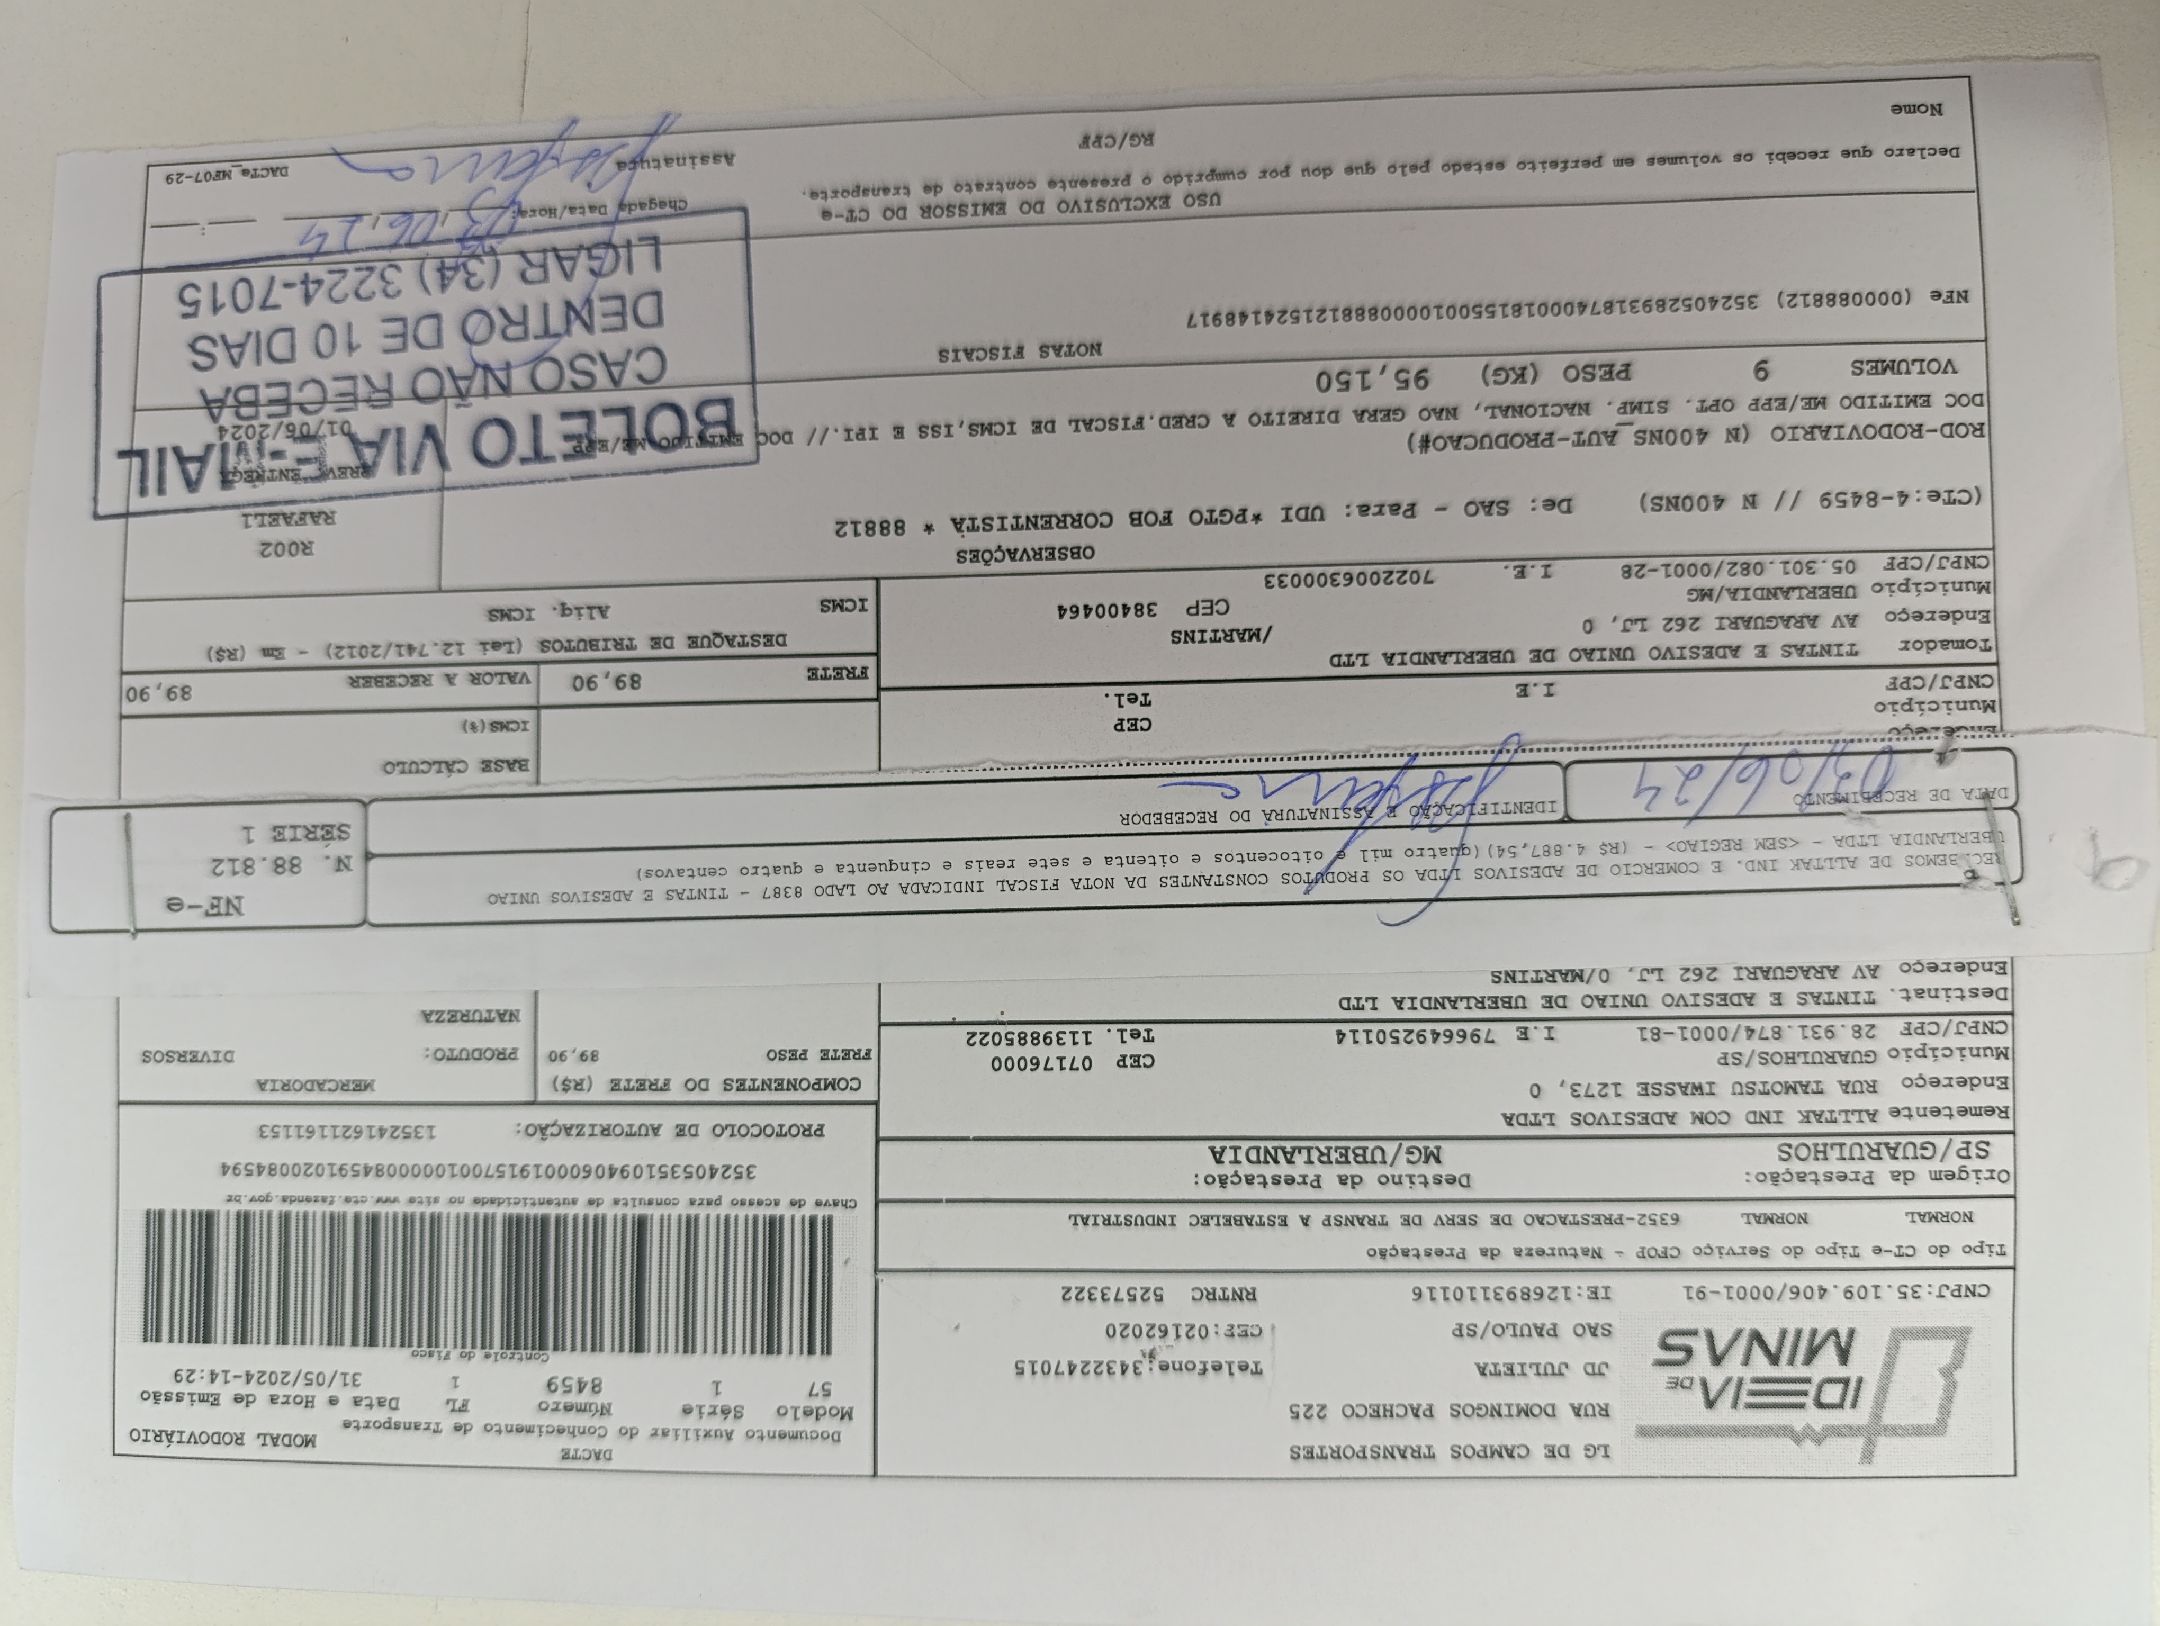 IDEIA DE
MINAS
LG DE CAMPOS TRANSPORTES
RUA DOMINGOS PACHECO 225
JD JULIETA Telefone:3432247015
SAO PAULO/SP CEP:02162020
CNPJ:35.109.406/0001-91 IE:126893110116 RNTRC 52573322
DACTE
Documento Auxiliar do Conhecimento de Transporte MODAL RODOVIÁRIO
Modelo Série Número FL Data e Hora de Emissão
57 1 8459 1 31/05/2024-14:29
Controle do Fisco
Chave de acesso para consulta de autenticidade no site www.cte.fazenda.gov.br
35240535109406000191570010000084591020084594
PROTOCOLO DE AUTORIZAÇÃO: 135241621161153
Tipo do CT-e Tipo do Serviço CFOP - Natureza da Prestação
NORMAL NORMAL 6352-PRESTACAO DE SERV DE TRANSP A ESTABELEC INDUSTRIAL
Origem da Prestação: Destino da Prestação:
SP/GUARULHOS MG/UBERLANDIA
Remetente ALLTAK IND COM ADESIVOS LTDA
Endereço RUA TAMOTSU IWASSE 1273, 0
Município GUARULHOS/SP CEP 07176000
CNPJ/CPF 28.931.874/0001-81 I.E 796649250114 Tel. 1139885022
COMPONENTES DO FRETE (R$) MERCADORIA
FRETE PESO 89,90 PRODUTO: DIVERSOS
NATUREZA
Destinat. TINTAS E ADESIVO UNIAO DE UBERLANDIA LTD
Endereço AV ARAGUARI 262 LJ, 0/MARTINS
RECEBEMOS DE ALLTAK IND. E COMERCIO DE ADESIVOS LTDA OS PRODUTOS CONSTANTES DA NOTA FISCAL INDICADA AO LADO 8387 - TINTAS E ADESIVOS UNIAO
UBERLANDIA LTDA - <SEM REGIAO> - (R$ 4.887,54)(quatro mil e oitocentos e oitenta e sete reais e cinquenta e quatro centavos)
NF-e
N. 88.812
SÉRIE 1
DATA DE RECEBIMENTO IDENTIFICAÇÃO E ASSINATURA DO RECEBEDOR
03/06/24
Endereço
Município CEP
CNPJ/CPF I.E Tel.
BASE CÁLCULO
ICMS(%)
FRETE 89,90 VALOR A RECEBER 89,90
Tomador TINTAS E ADESIVO UNIAO DE UBERLANDIA LTD
Endereço AV ARAGUARI 262 LJ, 0 /MARTINS
Município UBERLANDIA/MG CEP 38400464
CNPJ/CPF 05.301.082/0001-28 I.E. 7022006300033
DESTAQUE DE TRIBUTOS (Lei 12.741/2012) - Em (R$)
ICMS Aliq. ICMS
OBSERVAÇÕES
(CTe:4-8459 // N 400NS) De: SAO - Para: UDI *PGTO FOB CORRENTISTA * 88812
R002
RAFAELI
ROD-RODOVIARIO (N 400NS_AUT-PRODUCAO#)
DOC EMITIDO ME/EPP OPT. SIMP. NACIONAL, NAO GERA DIREITO A CRED.FISCAL DE ICMS,ISS E IPI.// DOC EMITIDO ME/EPP
PREV. ENTREGA
01/06/2024
VOLUMES 9 PESO (KG) 95,150
NOTAS FISCAIS
NFe (00088812) 35240528931874000181550010000888121524148917
BOLETO VIA E-MAIL
CASO NÃO RECEBA
DENTRO DE 10 DIAS
LIGAR (34) 3224-7015
USO EXCLUSIVO DO EMISSOR DO CT-e
Declaro que recebi os volumes em perfeito estado pelo que dou por cumprido o presente contrato de transporte.
Chegada Data/Hora:
03.06.24
Nome RG/CPF Assinatura
DACTe_MF07-29